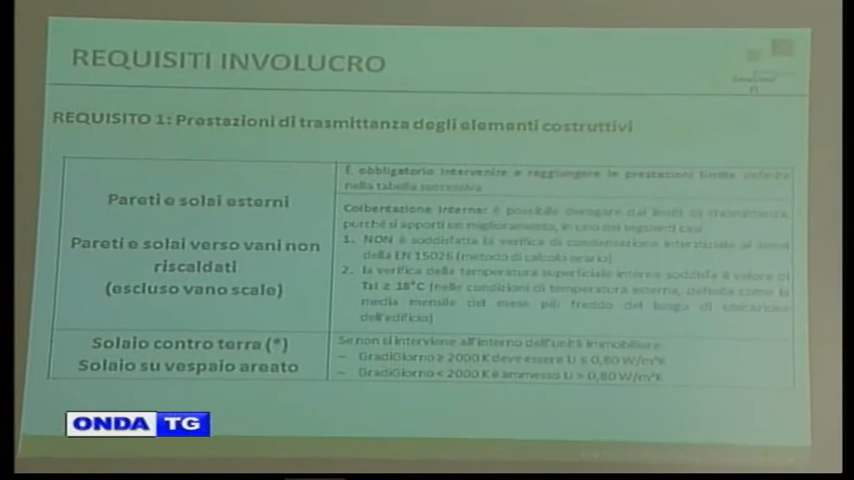 REQUISITI INVOLUCRO
REQUISITO 1: Prestazioni di trasmittanza degli elementi costruttivi
Pareti e solai esterni
Pareti e solai verso vani non
riscaldati
(escluso vano scale)
È obbligatorio intervenire e raggiungere le prestazioni limite definite
nella tabella successiva
Coibentazione interna: è possibile derogare dai limiti di trasmittanza,
purché si apporti un miglioramento, in uno dei seguenti casi
1. NON è soddisfatta la verifica di condensazione interstiziale ai sensi
della EN 15026 (metodo di calcolo orario)
2. la verifica della temperatura superficiale interna soddisfa il valore di
Tsi ≥ 18°C (nelle condizioni di temperatura esterna, definita come la
media mensile del mese più freddo del luogo di ubicazione
dell'edificio)
Solaio contro terra (*)
Solaio su vespaio areato
Se non si interviene all'interno dell'unità immobiliare
– GradiGiorno ≥ 2000 K deve essere U ≤ 0,80 W/m²K
– GradiGiorno < 2000 K è ammesso U > 0,80 W/m²K
ONDA TG